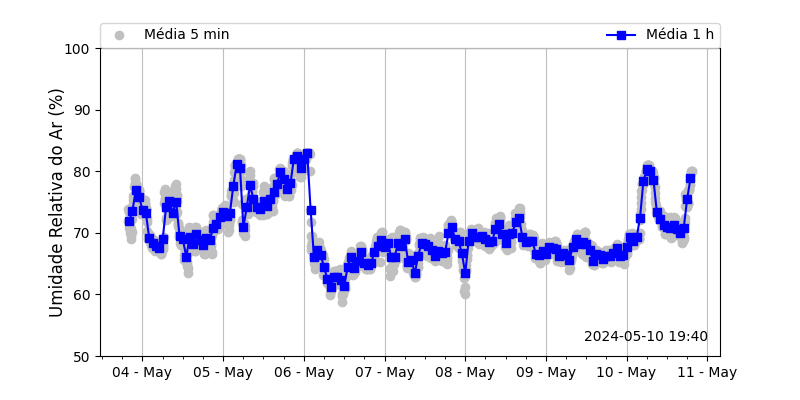 Média 5 min
Média 1 h
Umidade Relativa do Ar (%)
100
90
80
70
60
50
2024-05-10 19:40
04 - May
05 - May
06 - May
07 - May
08 - May
09 - May
10 - May
11 - May